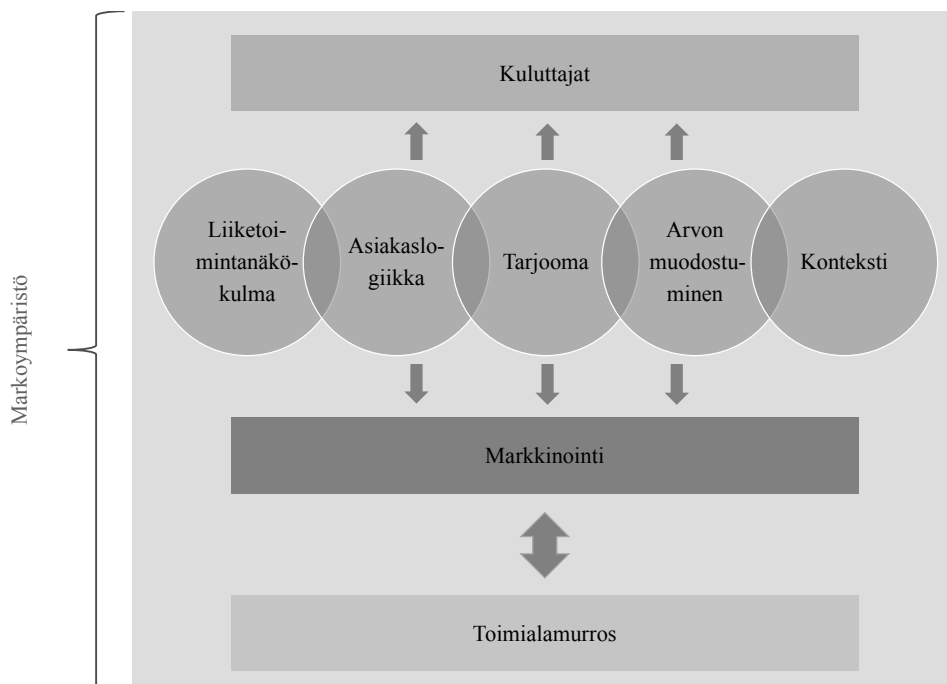 Kuluttajat
Liiketoi-
mintanäkö-
kulma
Asiakaslo-
giikka
Tarjooma
Arvon
muodostu-
minen
Konteksti
Markoympäristö
Markkinointi
Toimialamurros